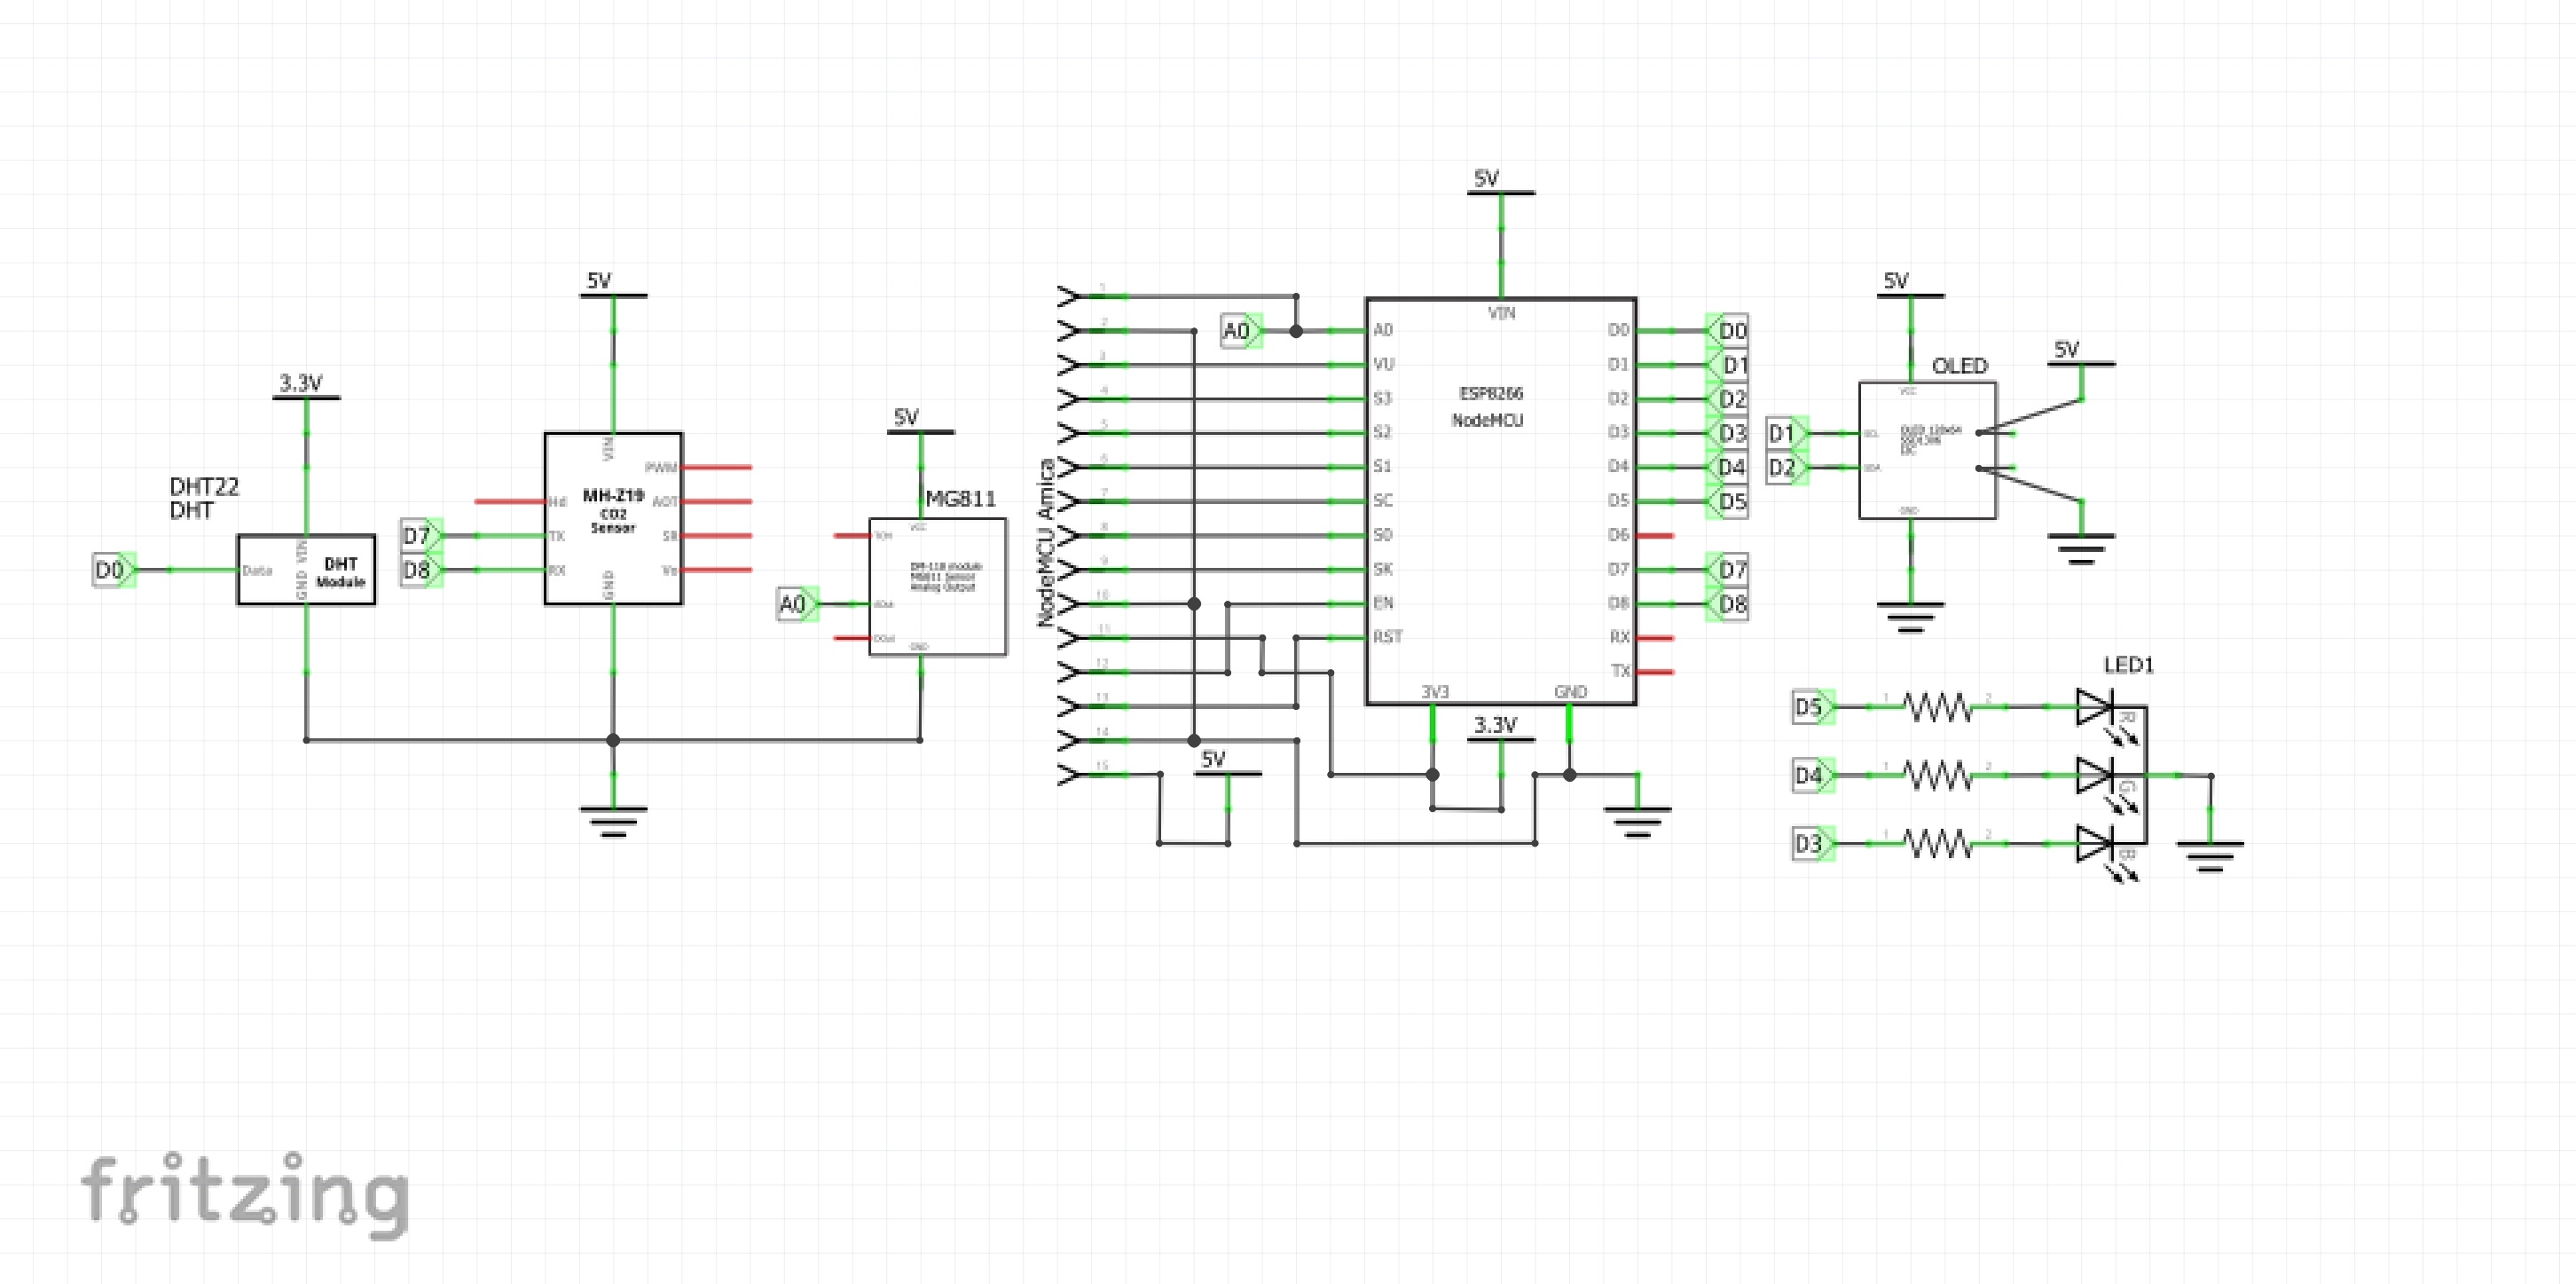 5V
5V
5V
OLED
5V
3.3V
5V
MG811
DHT22
DHT
D0
Data
VIN
GND
DHT
Module
D7
D8
VIN
Hd
TX
RX
MH-Z19
CO2
Sensor
PWM
AOT
SR
Vo
GND
A0
VCC
MG811 Sensor
Analog Output
GND
NodeMCU Amica
1
2
3
4
5
6
7
8
9
10
11
12
13
14
15
A0
VIN
A0
VU
S3
S2
S1
SC
S0
SK
EN
RST
ESP8266
NodeMCU
D0
D1
D2
D3
D4
D5
D6
D7
D8
RX
TX
3V3
GND
D0
D1
D2
D3
D4
D5
D7
D8
3.3V
5V
D1
D2
VCC
SCL
SDA
GND
LED1
D5
1
2
R
D4
1
2
G
D3
1
2
B
fritzing